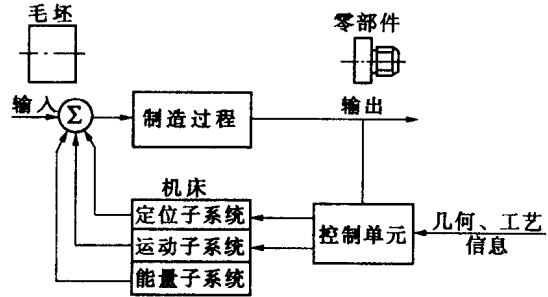 毛坯
零部件
输入
Σ
制造过程
输出
机床
定位子系统
运动子系统
能量子系统
控制单元
几何、工艺
信息